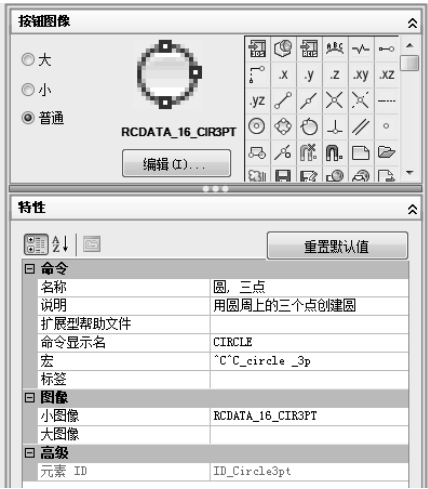 按钮图像
大
小
普通
.X .y .Z .XY .XZ
.YZ
RCDATA_16_CIR3PT
编辑(I)...
特性
重置默认值
命令
名称 圆, 三点
说明 用圆周上的三个点创建圆
扩展型帮助文件
命令显示名 CIRCLE
宏 ^C^C_circle _3p
标签
图像
小图像 RCDATA_16_CIR3PT
大图像
高级
元素 ID ID_Circle3pt